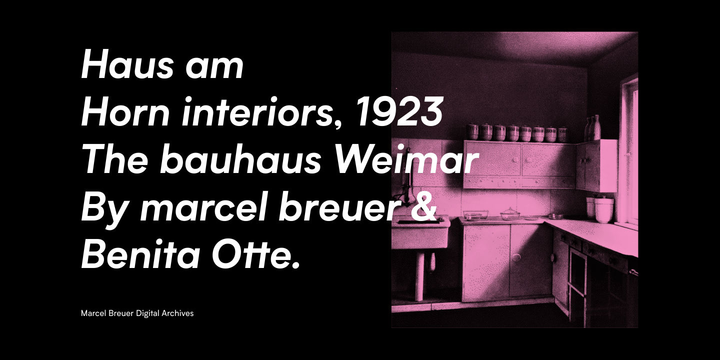 Haus am
Horn interiors, 1923
The bauhaus Weimar
By marcel breuer &
Benita Otte.
Marcel Breuer Digital Archives